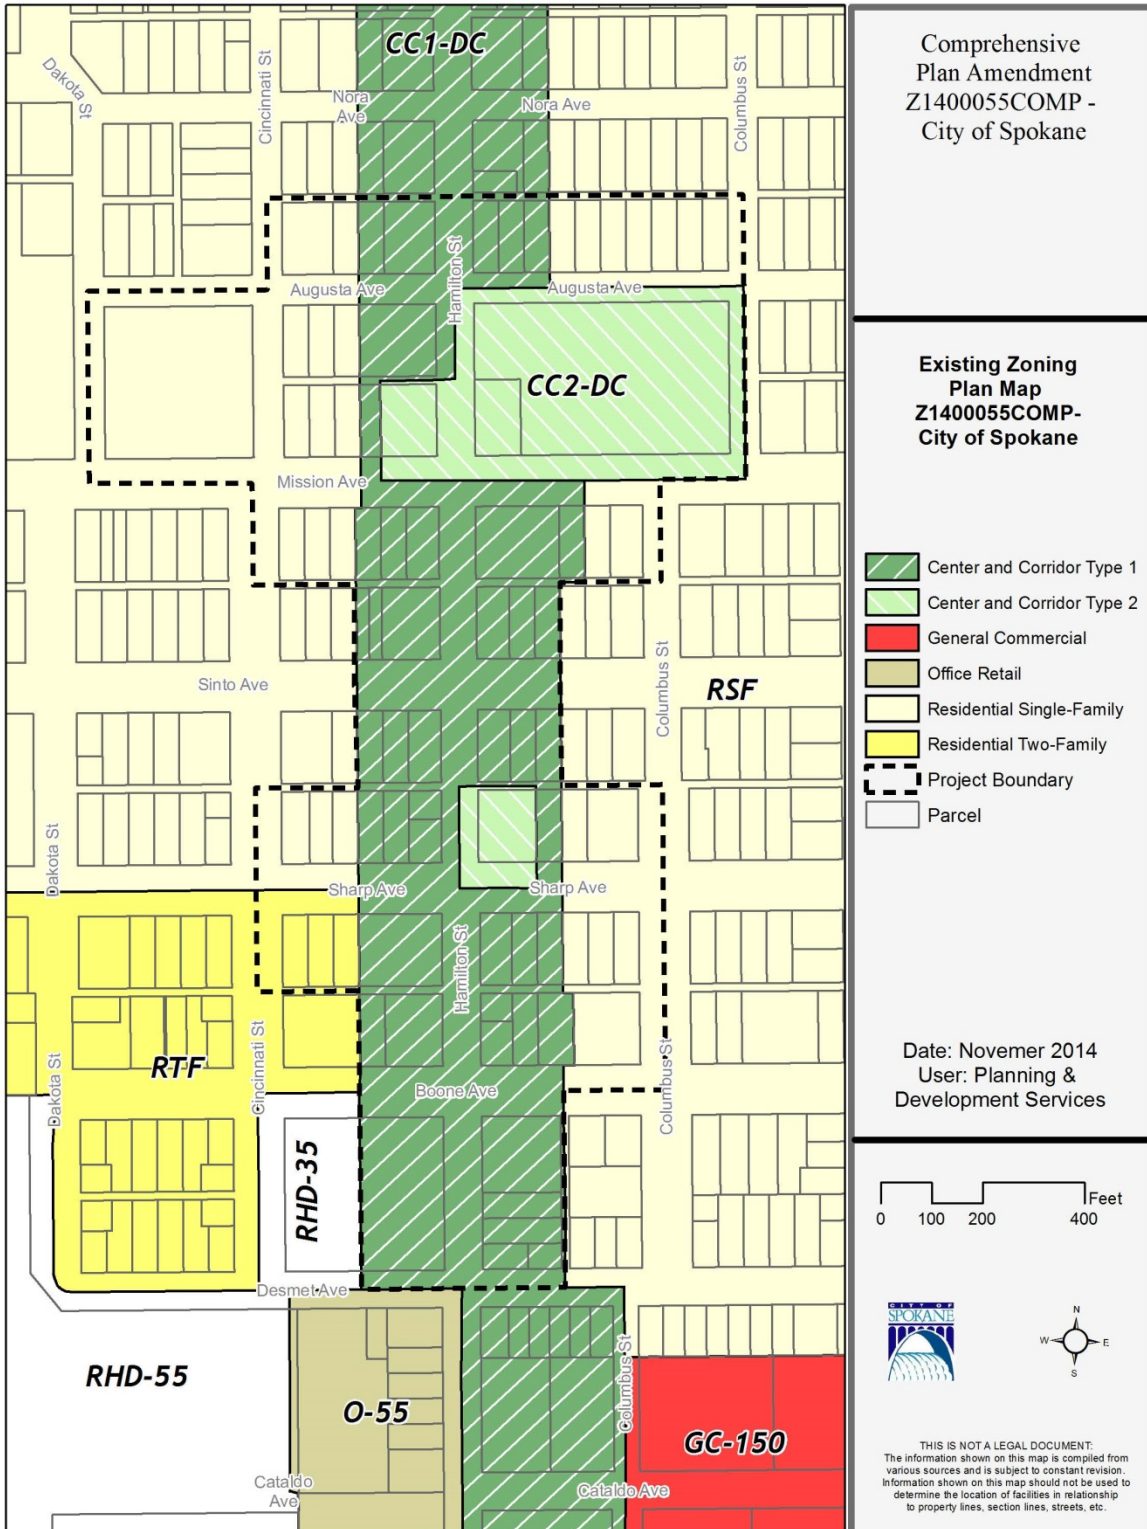 CC1-DC
Dakota St
Cincinnati St
Nora
Ave
Nora Ave
Columbus St
Hamilton St
Augusta Ave
Augusta Ave
CC2-DC
Mission Ave
Sinto Ave
Columbus St
RSF
Dakota St
Sharp Ave
Sharp Ave
Hamilton St
RTF
Dakota St
Cincinnati St
Boone Ave
Columbus St
RHD-35
Desmet Ave
RHD-55
O-55
Columbus St
GC-150
Cataldo
Ave
Cataldo Ave
Comprehensive
Plan Amendment
Z1400055COMP -
City of Spokane
Existing Zoning
Plan Map
Z1400055COMP-
City of Spokane
Center and Corridor Type 1
Center and Corridor Type 2
General Commercial
Office Retail
Residential Single-Family
Residential Two-Family
Project Boundary
Parcel
Date: Novemer 2014
User: Planning &
Development Services
Feet
0 100 200 400
CITY OF
SPOKANE
N
W E
S
THIS IS NOT A LEGAL DOCUMENT:
The information shown on this map is compiled from
various sources and is subject to constant revision.
Information shown on this map should not be used to
determine the location of facilities in relationship
to property lines, section lines, streets, etc.